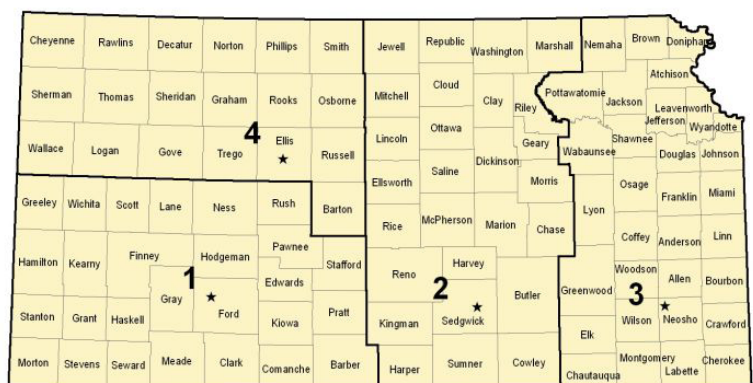 Cheyenne Rawlins Decatur Norton Phillips Smith Jewell Republic Washington Marshall Nemaha Brown Doniphan
Atchison
Sherman Thomas Sheridan Graham Rooks Osborne Mitchell Cloud Clay Riley Pottawatomie Jackson Leavenworth
Jefferson Wyandotte
4
Wallace Logan Gove Trego Ellis Russell Lincoln Ottawa Geary Wabaunsee Shawnee Douglas Johnson
Ellsworth Saline Dickinson Morris Osage Franklin Miami
Greeley Wichita Scott Lane Ness Rush Barton Rice McPherson Marion Chase Lyon
Coffey Anderson Linn
Hamilton Kearny Finney Hodgeman Pawnee Stafford Reno Harvey
1 2 3
Gray Ford Edwards Butler Greenwood Woodson Allen Bourbon
Stanton Grant Haskell Kiowa Pratt Kingman Sedgwick Elk Wilson Neosho Crawford
Morton Stevens Seward Meade Clark Comanche Barber Harper Sumner Cowley Chautauqua Montgomery Labette Cherokee